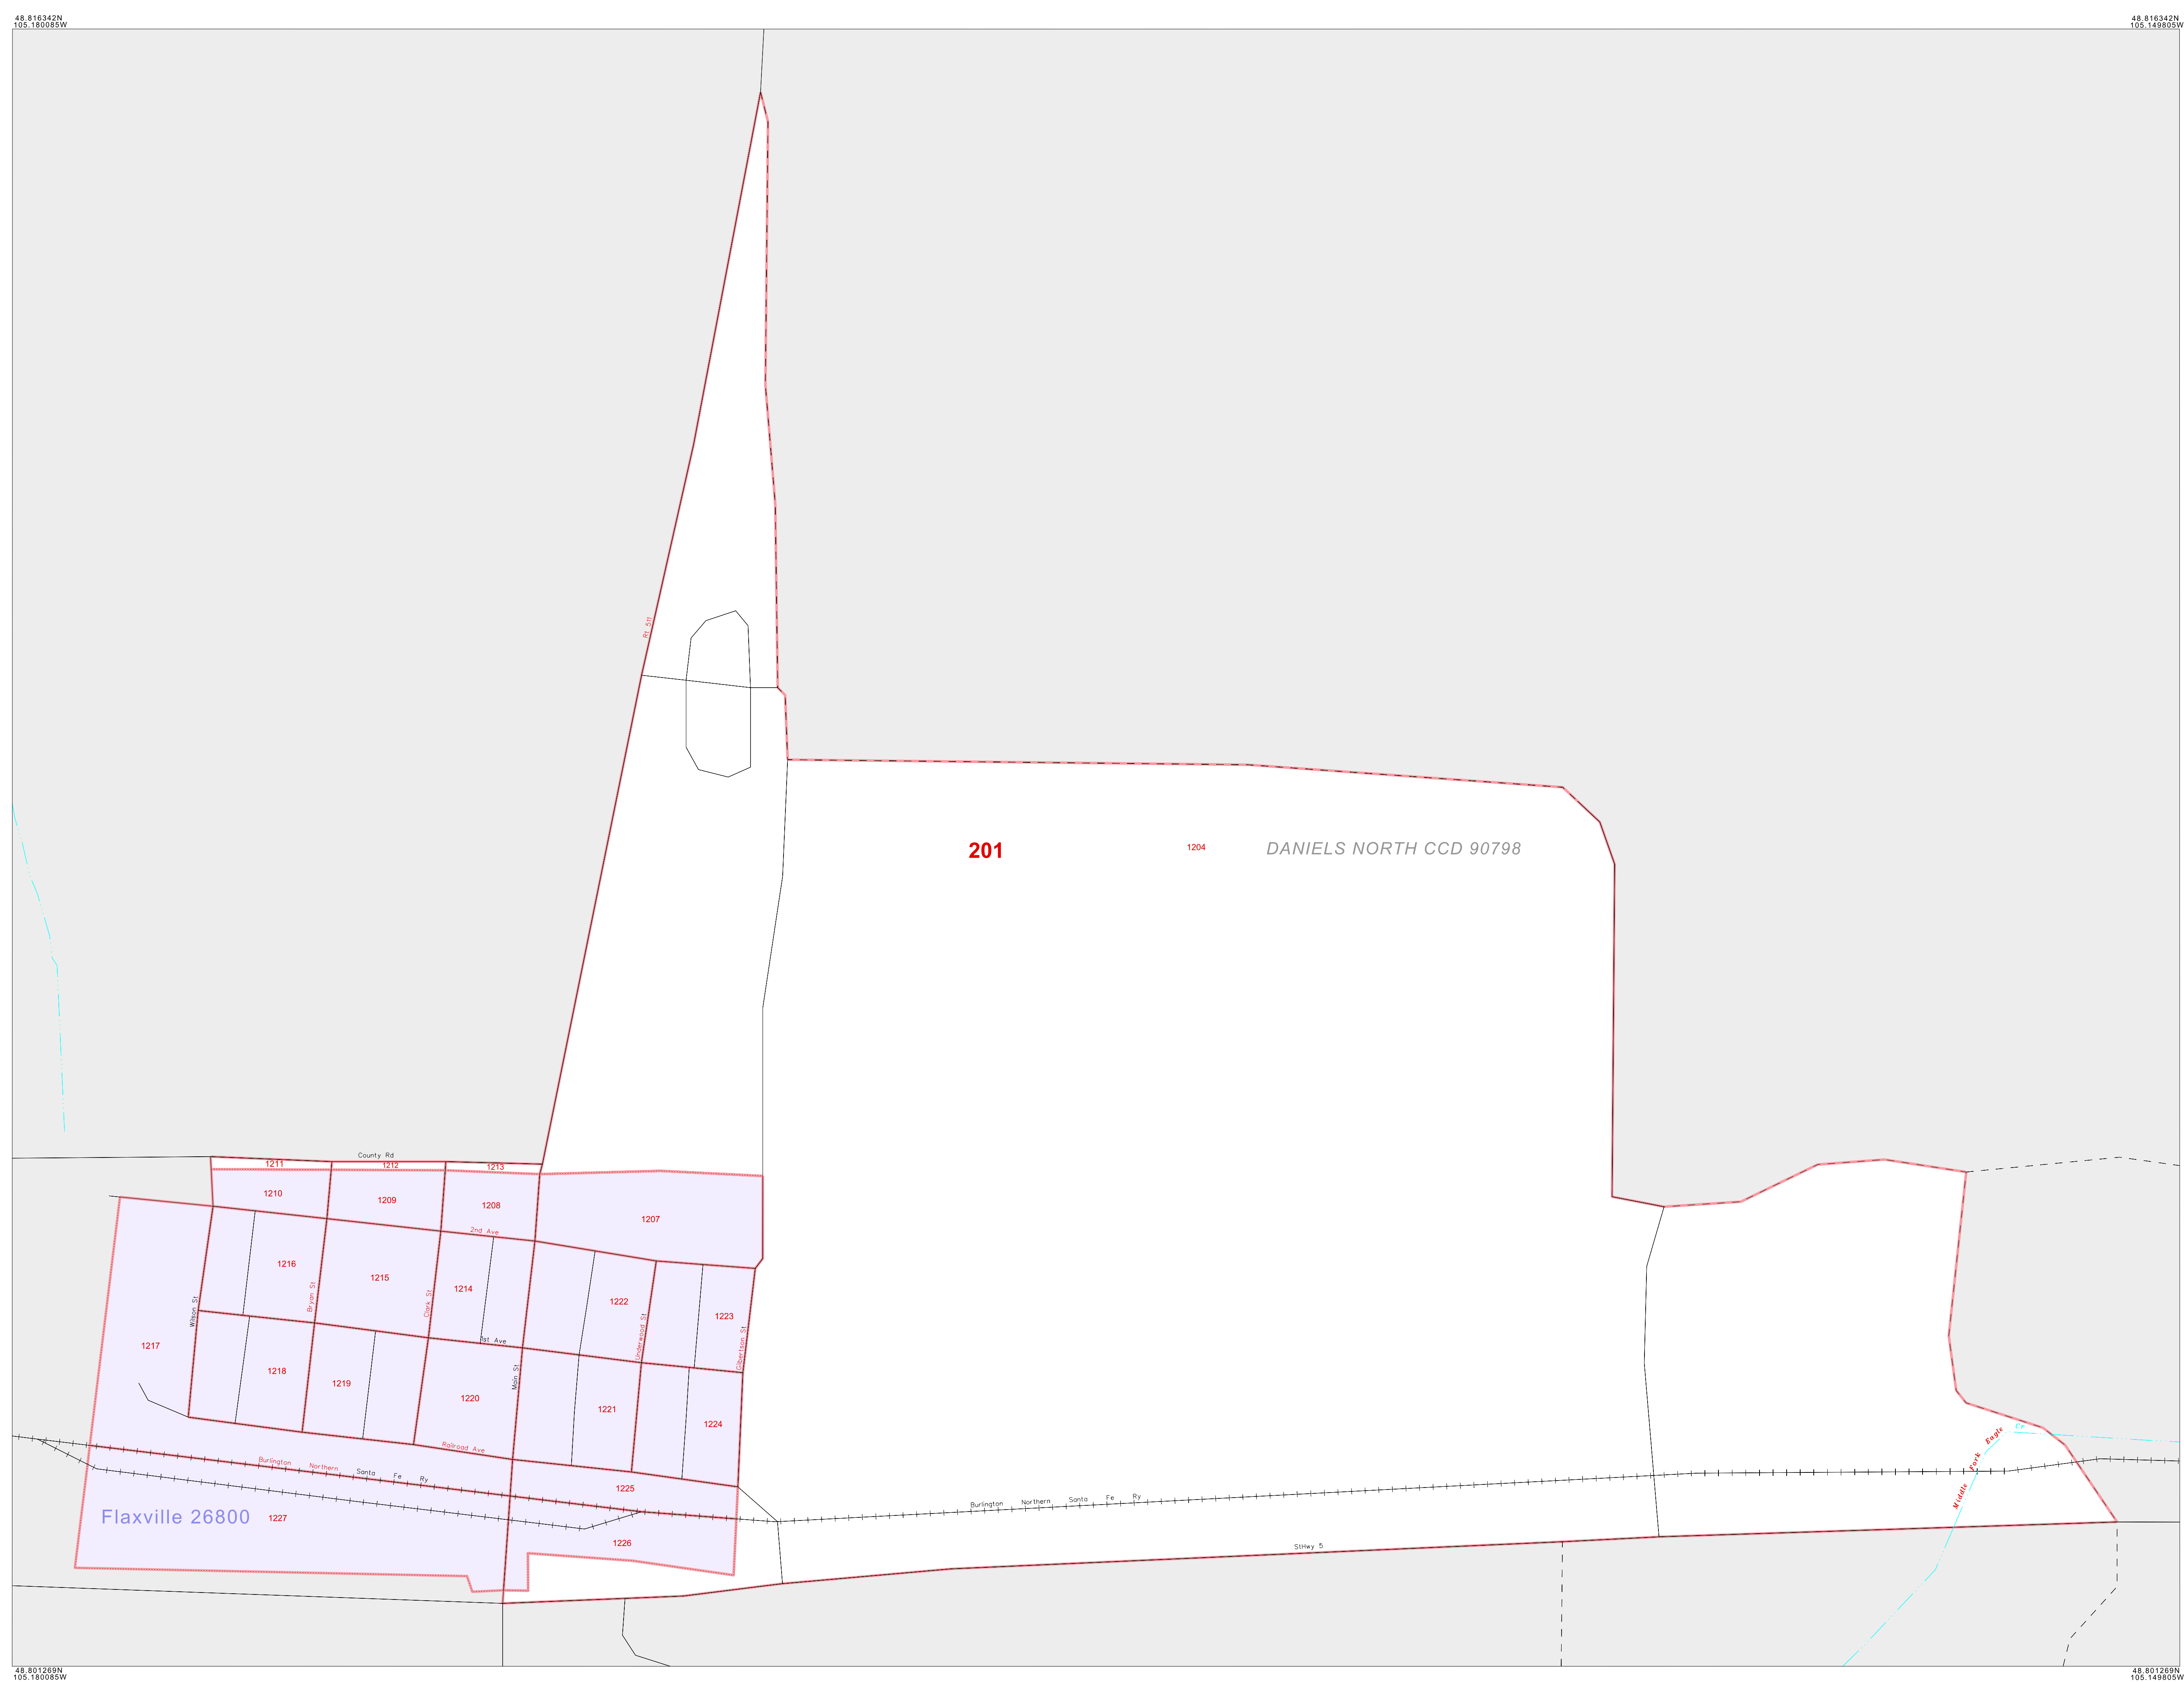 48.816342N
105.180085W
48.816342N
105.149805W
Rt 511
201
1204
DANIELS NORTH CCD 90798
County Rd
1211
1212
1213
1210
1209
1208
1207
2nd Ave
1216
1215
1214
1222
1223
Wilson St
Bryan St
Clark St
Underwood St
Gilbertson St
1st Ave
Main St
1217
1218
1219
1220
1221
1224
Railroad Ave
Burlington Northern Santa Fe Ry
1225
Flaxville 26800
1227
1226
Burlington Northern Santa Fe Ry
StHwy 5
Middle Fork Eagle Cr
48.801269N
105.180085W
48.801269N
105.149805W